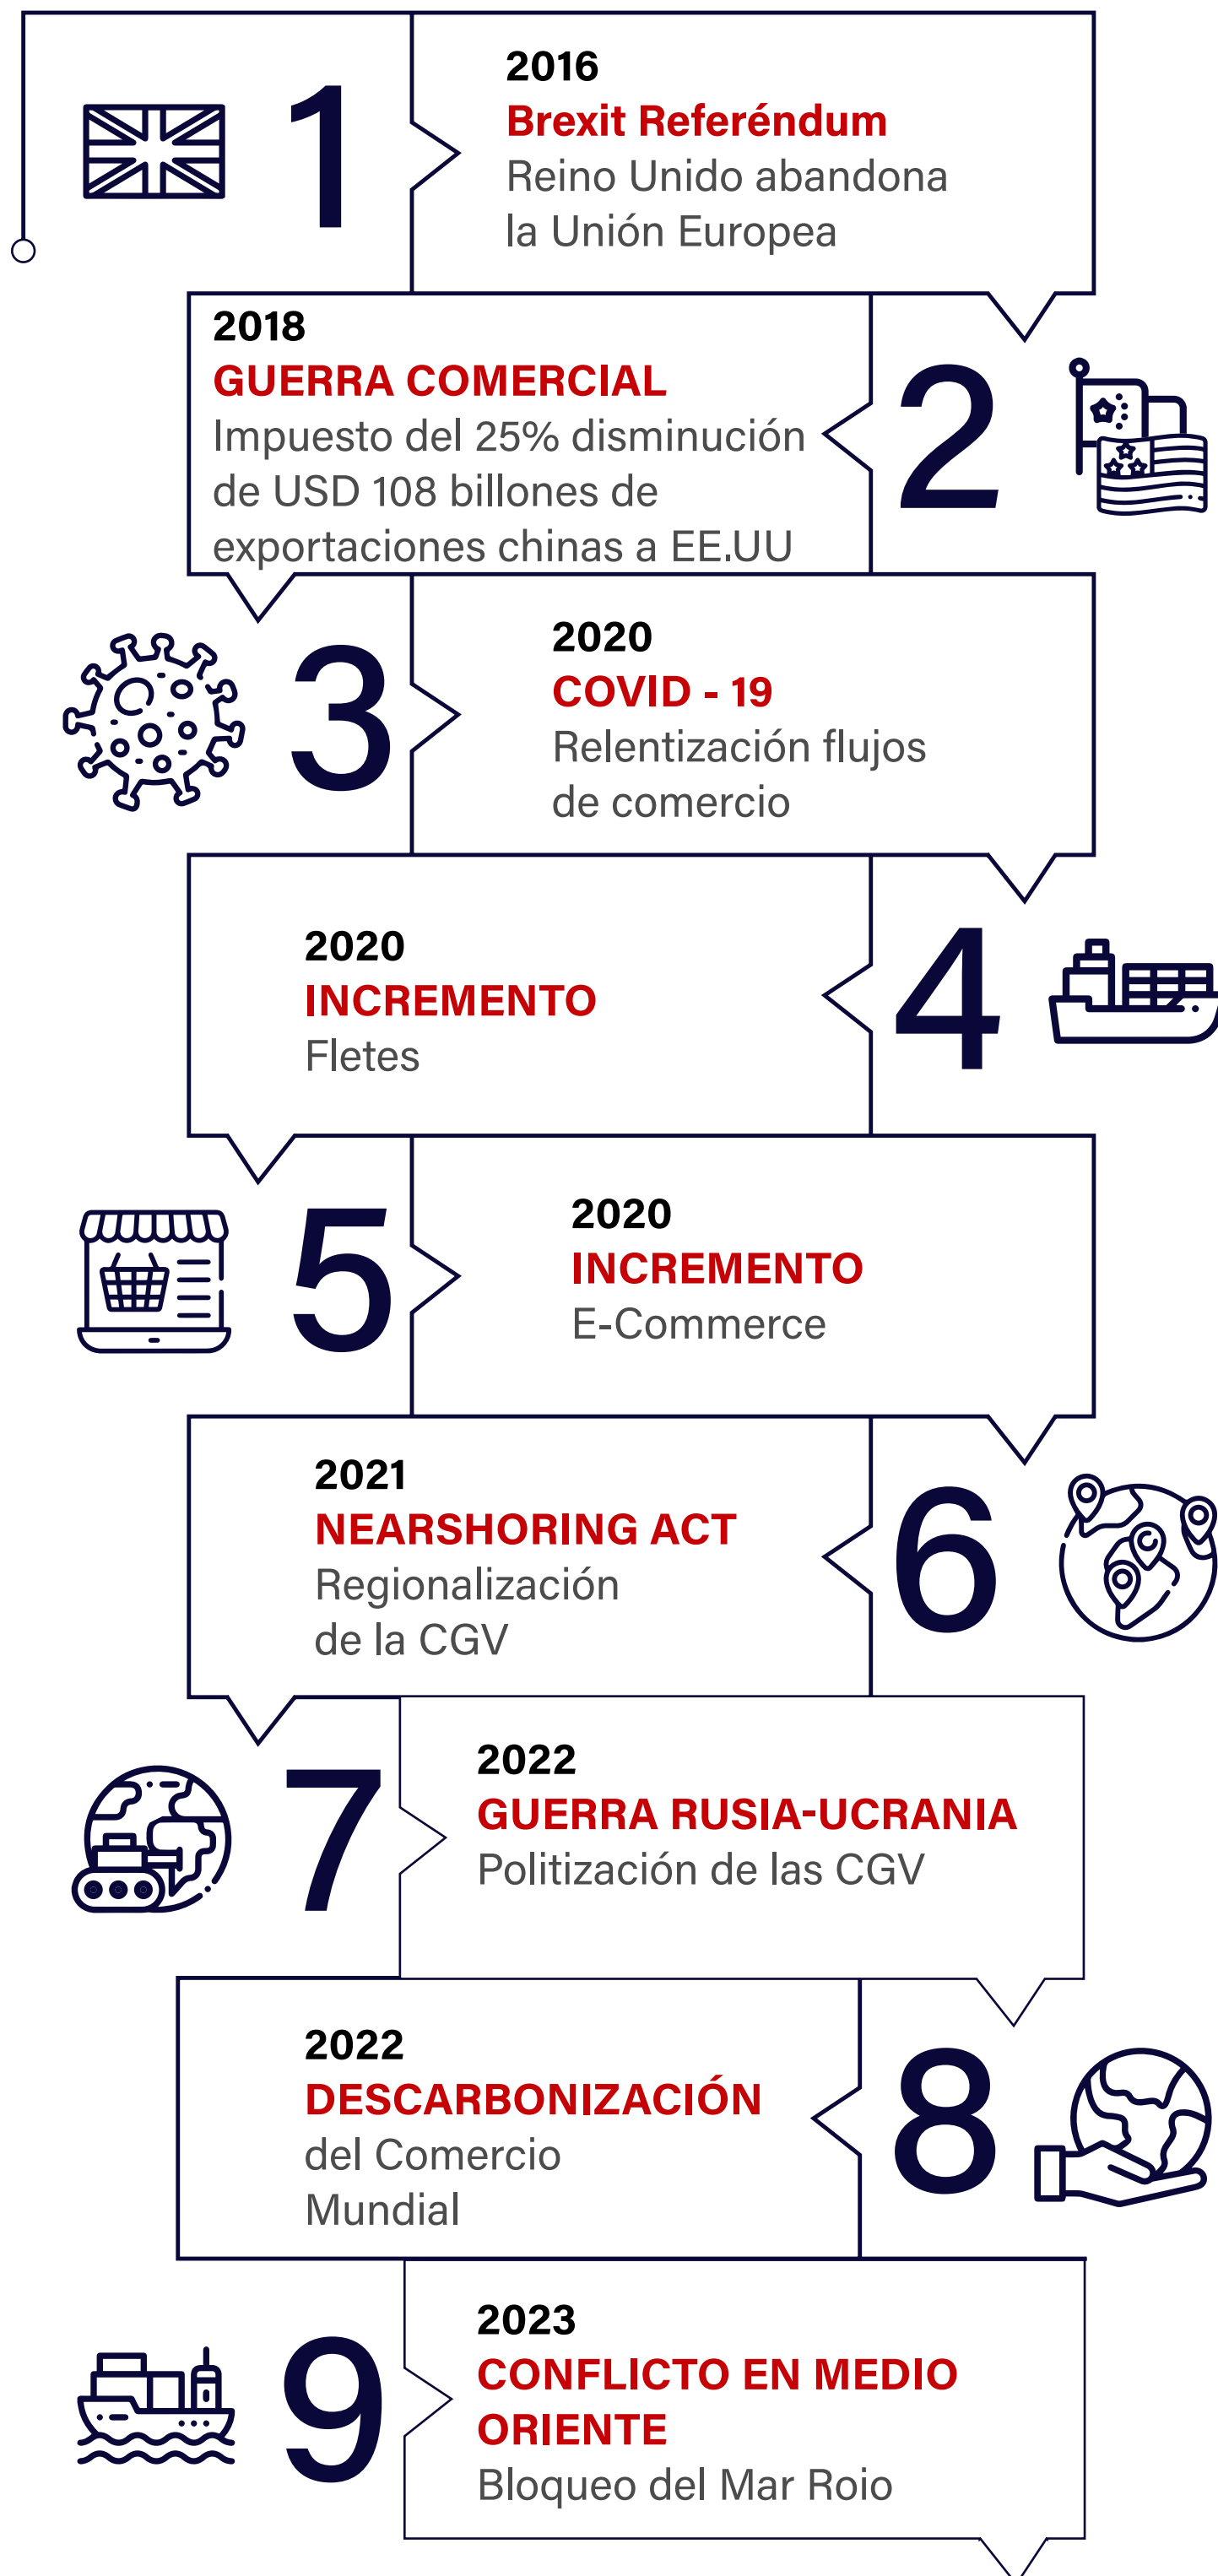 1
2016
Brexit Referéndum
Reino Unido abandona
la Unión Europea
2018
GUERRA COMERCIAL
Impuesto del 25% disminución
de USD 108 billones de
exportaciones chinas a EE.UU
2
3
2020
COVID - 19
Relentización flujos
de comercio
2020
INCREMENTO
Fletes
4
5
2020
INCREMENTO
E-Commerce
2021
NEARSHORING ACT
Regionalización
de la CGV
6
7
2022
GUERRA RUSIA-UCRANIA
Politización de las CGV
2022
DESCARBONIZACIÓN
del Comercio
Mundial
8
9
2023
CONFLICTO EN MEDIO
ORIENTE
Bloqueo del Mar Roio